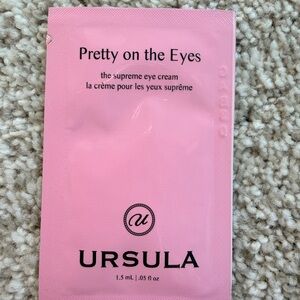 Pretty on the Eyes
the supreme eye cream
la crème pour les yeux suprême
u
URSULA
1.5 mL | .05 fl oz